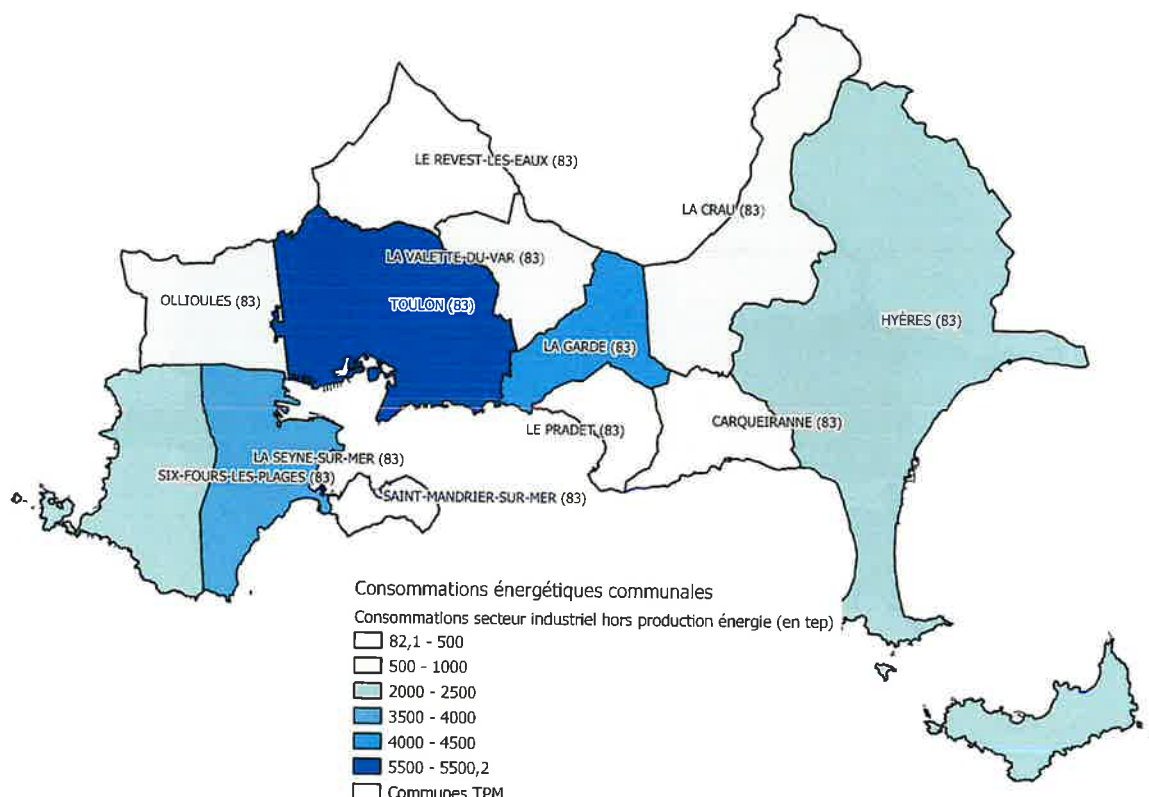 LE REVEST-LES-EAUX (83)
LA CRAU (83)
LA VALETTE-DU-VAR (83)
OLLIOULES (83)
TOULON (83)
HYÈRES (83)
LA GARDE (83)
LE PRADET (83)
CARQUEIRANNE (83)
LA SEYNE-SUR-MER (83)
SIX-FOURS-LES-PLAGES (83)
SAINT-MANDRIER-SUR-MER (83)
Consommations énergétiques communales
Consommations secteur industriel hors production énergie (en tep)
82,1 - 500
500 - 1000
2000 - 2500
3500 - 4000
4000 - 4500
5500 - 5500,2
Communes TPM